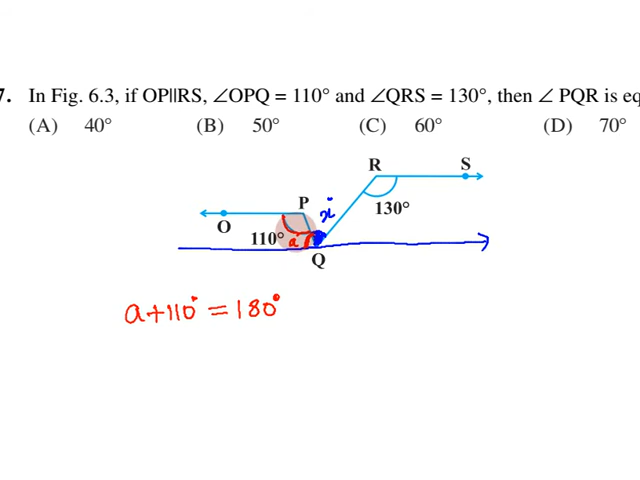 7. In Fig. 6.3, if OP||RS, ∠OPQ = 110° and ∠QRS = 130°, then ∠ PQR is eq
(A) 40° (B) 50° (C) 60° (D) 70°
R S
P x°
130°
O
110° a
Q
a+110° = 180°